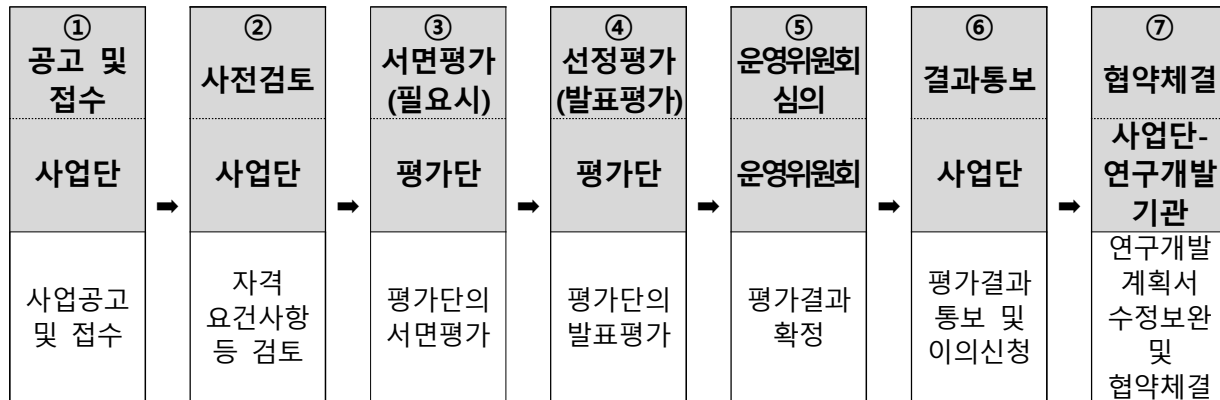 ①
공고 및
접수
사업단
사업공고
및 접수
➡
②
사전검토
사업단
자격
요건사항
등 검토
➡
③
서면평가
(필요시)
평가단
평가단의
서면평가
➡
④
선정평가
(발표평가)
평가단
평가단의
발표평가
➡
⑤
운영위원회
심의
운영위원회
평가결과
확정
➡
⑥
결과통보
사업단
평가결과
통보 및
이의신청
➡
⑦
협약체결
사업단-
연구개발
기관
연구개발
계획서
수정보완
및
협약체결